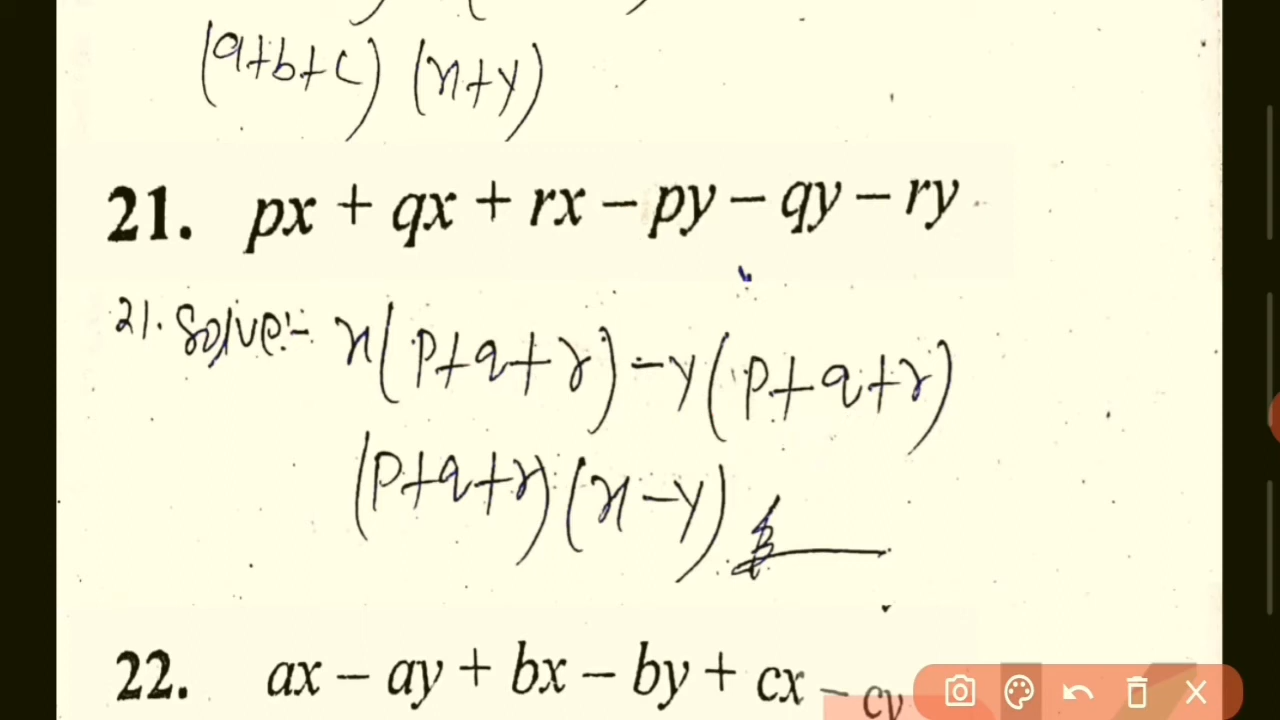 (a+b+c) (x+y)
21. px + qx + rx − py − qy − ry
21. Solve:- x(p+q+r) −y(p+q+r)
(p+q+r)(x−y)
22. ax − ay + bx − by + cx − cy